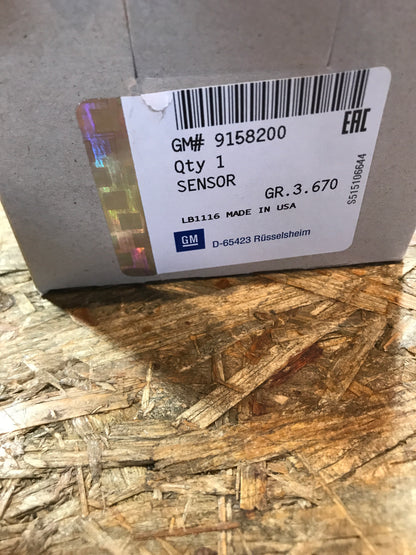 GM# 9158200
Qty 1
SENSOR
GR.3.670
LB1116 MADE IN USA
GM
D-65423 Rüsselsheim
EAC
S515106644